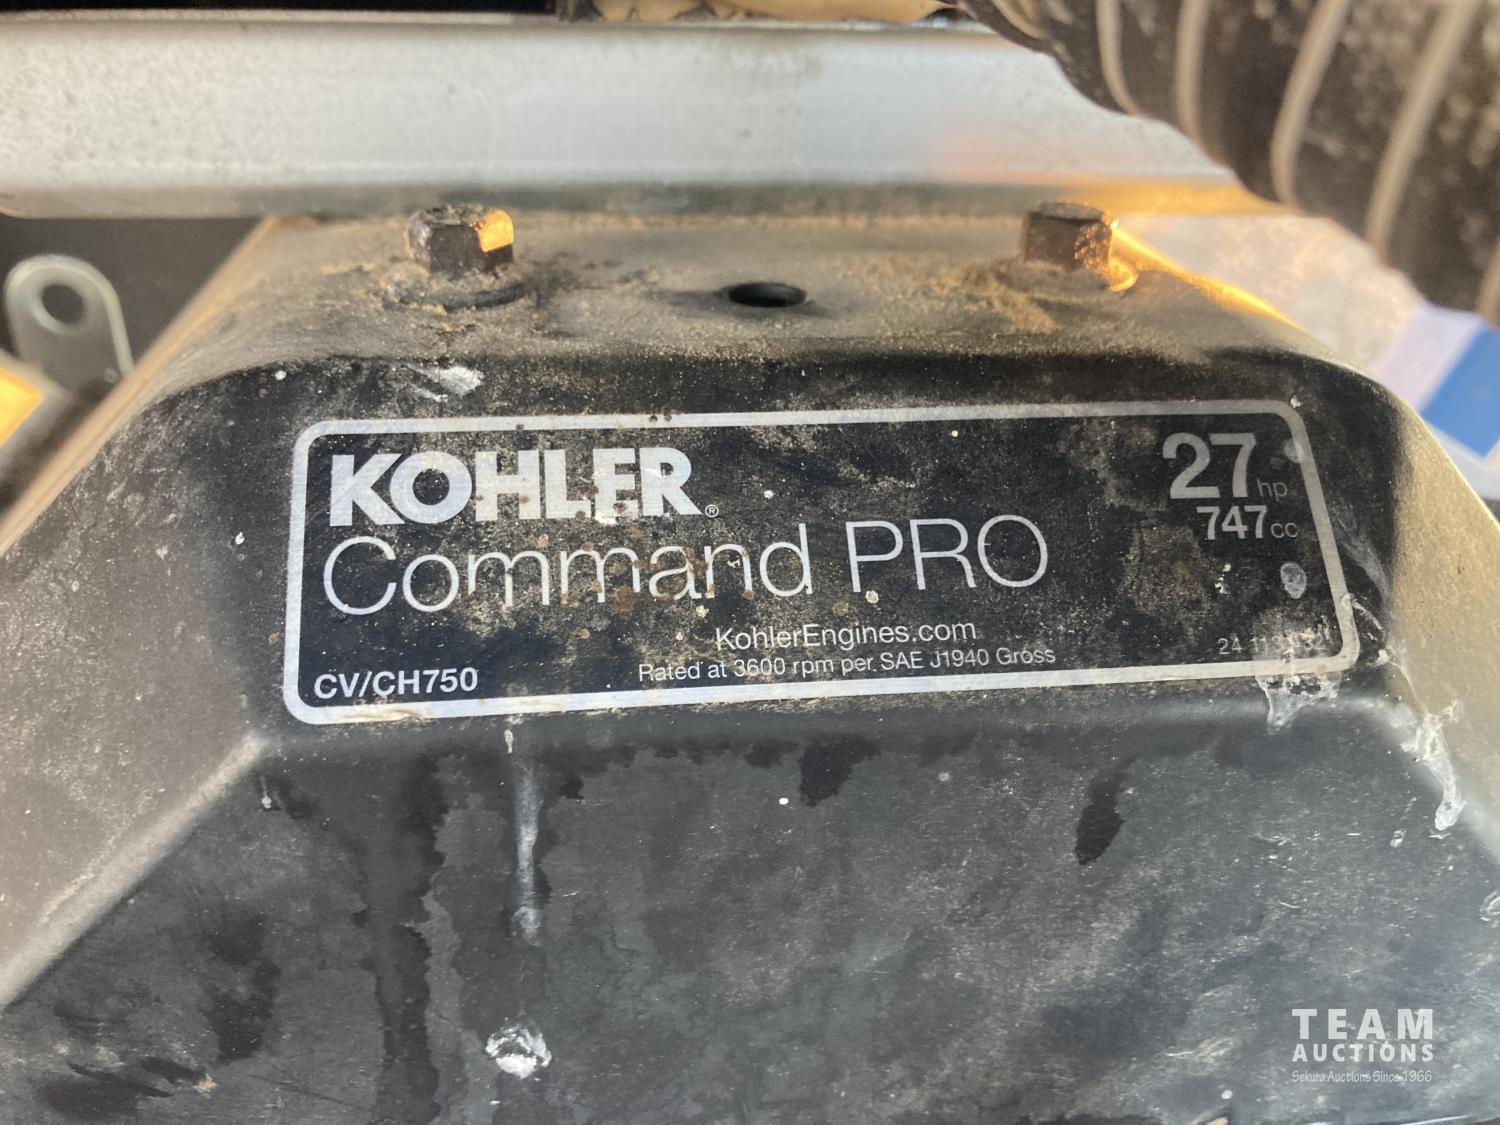 KOHLER®
Command PRO
27 hp
747 cc
KohlerEngines.com
Rated at 3600 rpm per SAE J1940 Gross
CV/CH750
24
TEAM
AUCTIONS
Sekura Auctions Since 1966